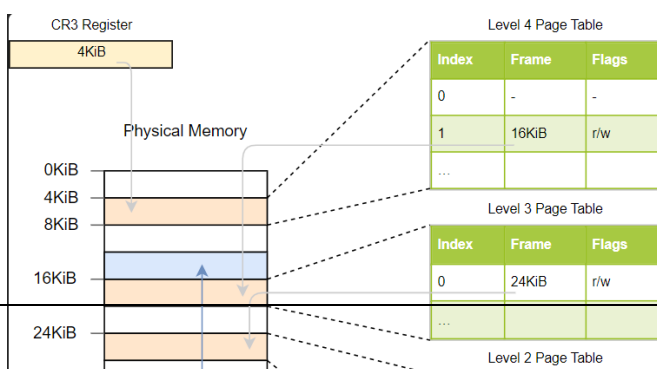 CR3 Register
4KiB
Physical Memory
0KiB
4KiB
8KiB
16KiB
24KiB
Level 4 Page Table
Index Frame Flags
0 - -
1 16KiB r/w
...
Level 3 Page Table
Index Frame Flags
0 24KiB r/w
...
Level 2 Page Table